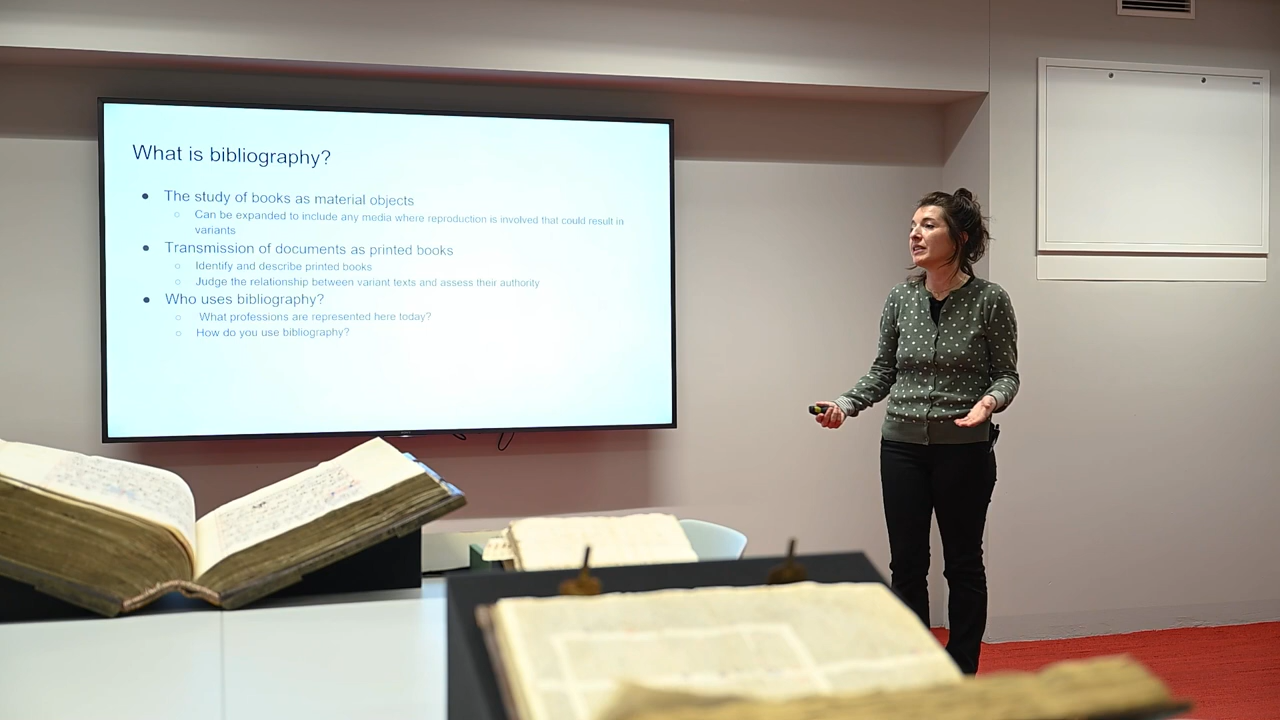 What is bibliography?
● The study of books as material objects
○ Can be expanded to include any media where reproduction is involved that could result in
variants
● Transmission of documents as printed books
○ Identify and describe printed books
○ Judge the relationship between variant texts and assess their authority
● Who uses bibliography?
○ What professions are represented here today?
○ How do you use bibliography?